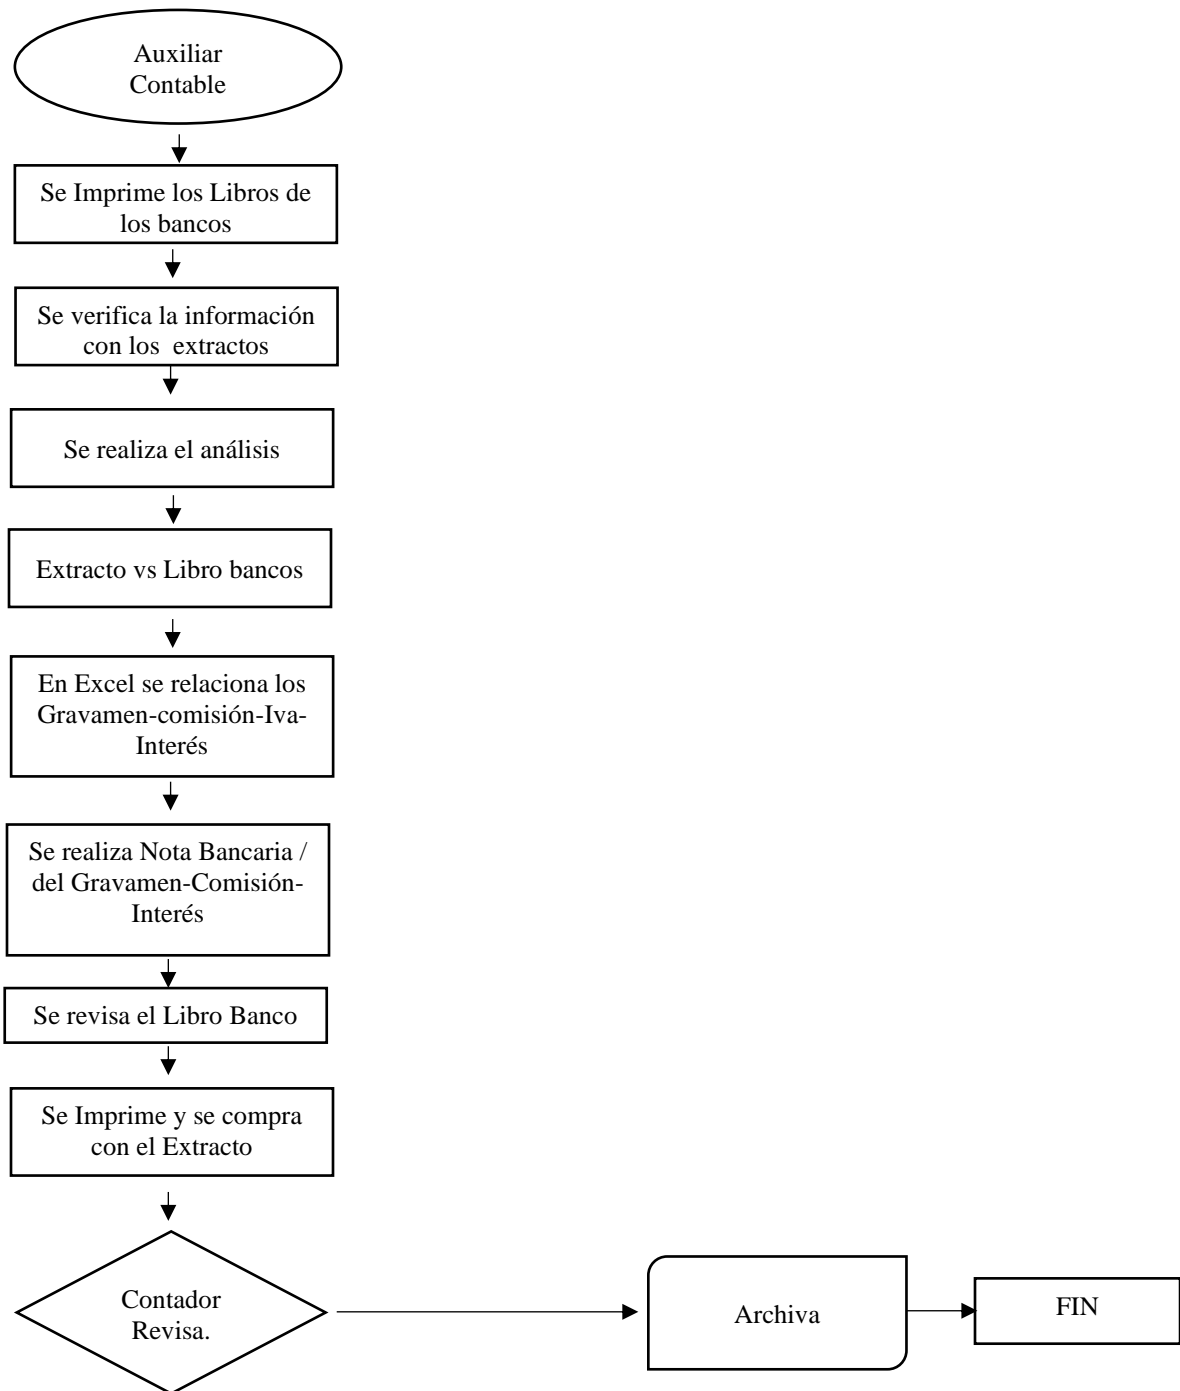 Auxiliar
Contable
Se Imprime los Libros de
los bancos
Se verifica la información
con los  extractos
Se realiza el análisis
Extracto vs Libro bancos
En Excel se relaciona los
Gravamen-comisión-Iva-
Interés
Se realiza Nota Bancaria /
del Gravamen-Comisión-
Interés
Se revisa el Libro Banco
Se Imprime y se compra
con el Extracto
Contador
Revisa.
Archiva
FIN